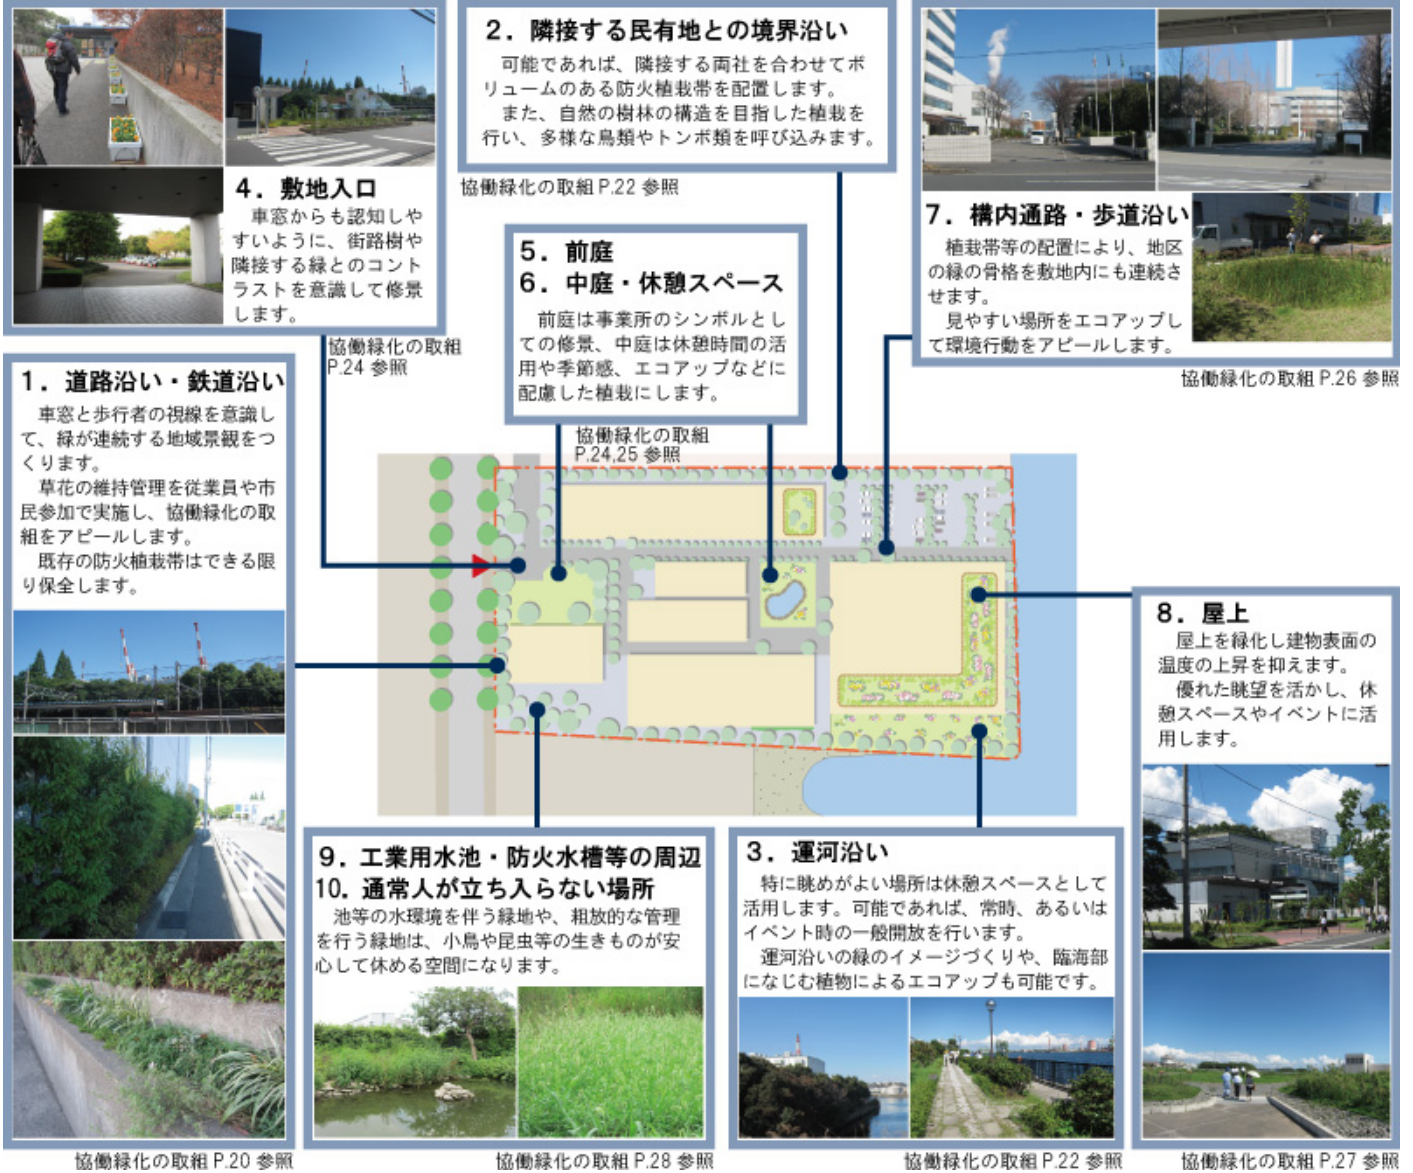 4．敷地入口
車窓からも認知しや
すいように、街路樹や
隣接する緑とのコント
ラストを意識して修景
します。
協働緑化の取組
P.24 参照
2．隣接する民有地との境界沿い
可能であれば、隣接する両社を合わせてボ
リュームのある防火植栽帯を配置します。
また、自然の樹林の構造を目指した植栽を
行い、多様な鳥類やトンボ類を呼び込みます。
協働緑化の取組 P.22 参照
7．構内通路・歩道沿い
植栽帯等の配置により、地区
の緑の骨格を敷地内にも連続さ
せます。
見やすい場所をエコアップし
て環境行動をアピールします。
協働緑化の取組 P.26 参照
5．前庭
6．中庭・休憩スペース
前庭は事業所のシンボルとし
ての修景、中庭は休憩時間の活
用や季節感、エコアップなどに
配慮した植栽にします。
協働緑化の取組
P.24,25 参照
1．道路沿い・鉄道沿い
車窓と歩行者の視線を意識し
て、緑が連続する地域景観をつ
くります。
草花の維持管理を従業員や市
民参加で実施し、協働緑化の取
組をアピールします。
既存の防火植栽帯はできる限
り保全します。
協働緑化の取組 P.20 参照
8．屋上
屋上を緑化し建物表面の
温度の上昇を抑えます。
優れた眺望を活かし、休
憩スペースやイベントに活
用します。
協働緑化の取組 P.27 参照
9．工業用水池・防火水槽等の周辺
10．通常人が立ち入らない場所
池等の水環境を伴う緑地や、粗放的な管理
を行う緑地は、小鳥や昆虫等の生きものが安
心して休める空間になります。
協働緑化の取組 P.28 参照
3．運河沿い
特に眺めがよい場所は休憩スペースとして
活用します。可能であれば、常時、あるいは
イベント時の一般開放を行います。
運河沿いの緑のイメージづくりや、臨海部
になじむ植物によるエコアップも可能です。
協働緑化の取組 P.22 参照